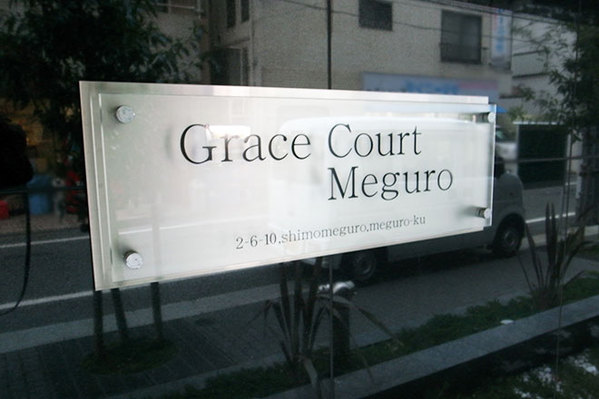 Grace Court
Meguro
2-6-10,shimomeguro,meguro-ku